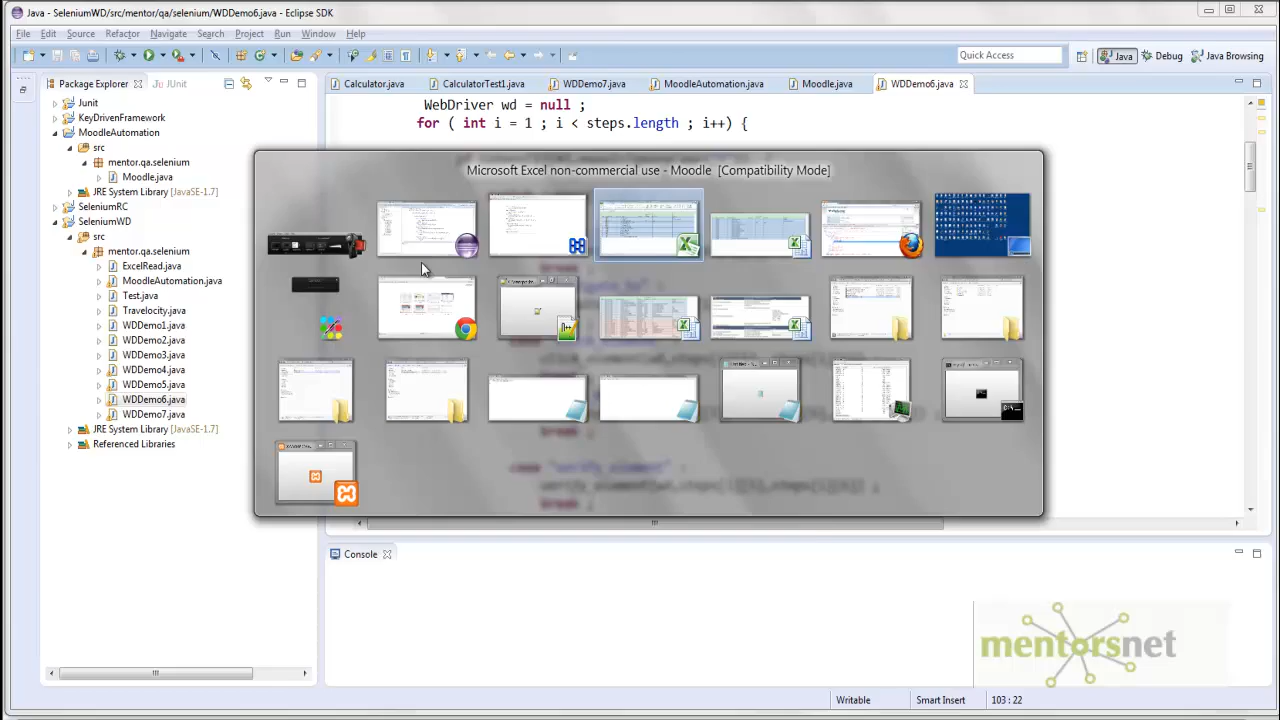 Java - SeleniumWD/src/mentor/qa/selenium/WDDemo6.java - Eclipse SDK
File Edit Source Refactor Navigate Search Project Run Window Help
Quick Access Java Debug Java Browsing
Package Explorer JUnit
Calculator.java CalculatorTest1.java WDDemo7.java MoodleAutomation.java Moodle.java WDDemo6.java
Junit
KeyDrivenFramework
MoodleAutomation
src
mentor.qa.selenium
Moodle.java
JRE System Library [JavaSE-1.7]
SeleniumRC
SeleniumWD
src
mentor.qa.selenium
ExcelRead.java
MoodleAutomation.java
Test.java
Travelocity.java
WDDemo1.java
WDDemo2.java
WDDemo3.java
WDDemo4.java
WDDemo5.java
WDDemo6.java
WDDemo7.java
JRE System Library [JavaSE-1.7]
Referenced Libraries
WebDriver wd = null ;
for ( int i = 1 ; i < steps.length ; i++) {
Microsoft Excel non-commercial use - Moodle [Compatibility Mode]
break ;
case "verify_element" :
break ;
Console
mentorsnet
Writable Smart Insert 103 : 22